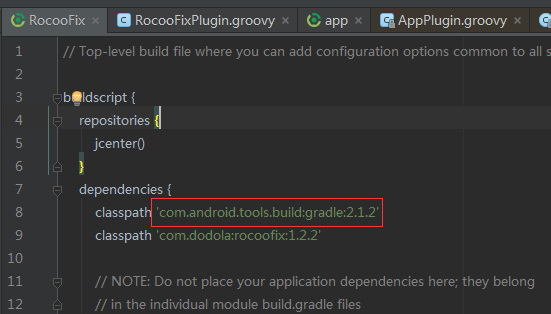 RocooFix × RocooFixPlugin.groovy × app × AppPlugin.groovy ×
1 // Top-level build file where you can add configuration options common to all s
2
3 buildscript {
4 repositories {
5 jcenter()
6 }
7 dependencies {
8 classpath 'com.android.tools.build:gradle:2.1.2'
9 classpath 'com.dodola:rocoofix:1.2.2'
10
11 // NOTE: Do not place your application dependencies here; they belong
12 // in the individual module build.gradle files